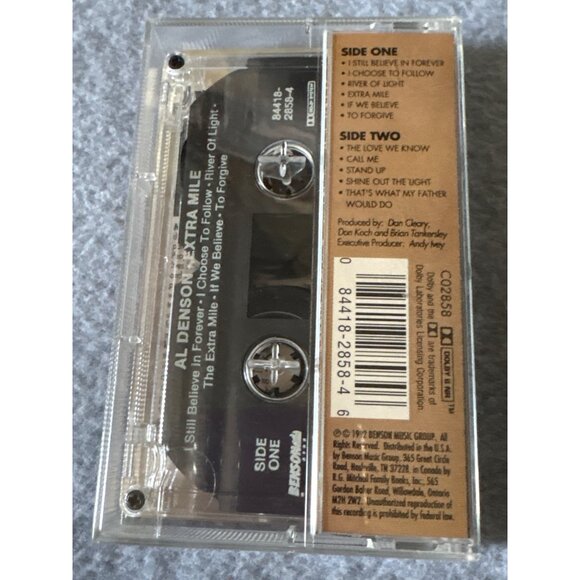 SIDE ONE
• I STILL BELIEVE IN FOREVER
• I CHOOSE TO FOLLOW
• RIVER OF LIGHT
• EXTRA MILE
• IF WE BELIEVE
• TO FORGIVE
SIDE TWO
• THE LOVE WE KNOW
• CALL ME
• STAND UP
• SHINE OUT THE LIGHT
• THAT'S WHAT MY FATHER
WOULD DO
Produced by: Dan Cleary,
Don Koch and Brian Tankersley
Executive Producer: Andy Ivey
0 84418-2858-4 6
C02858
DOLBY B NR
TM
Dolby and the are trademarks of
Dolby Laboratories Licensing Corporation.
℗ © 1992 BENSON MUSIC GROUP. All
Rights Reserved. Distributed in the U.S.A.
by Benson Music Group, 365 Great Circle
Road, Nashville, TN 37228. in Canada by
R.G. Mitchell Family Books, Inc., 565
Gordon Baker Road, Willowdale, Ontario
M2H 2W2. Unauthorized reproduction of
this recording is prohibited by Federal law.
84418-
2858-4
AL DENSON · EXTRA MILE
I Still Believe in Forever · I Choose To Follow · River Of Light ·
The Extra Mile · If We Believe · To Forgive
SIDE
ONE
BENSON